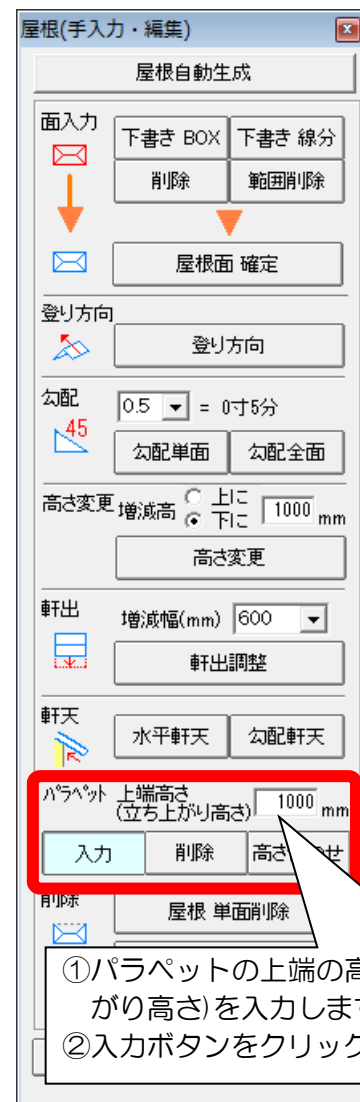 屋根(手入力・編集)
屋根自動生成
面入力
下書き BOX 下書き 線分
削除 範囲削除
屋根面 確定
登り方向
登り方向
勾配
0.5 = 0寸5分
45
勾配単面 勾配全面
高さ変更 増減高 上に 下に 1000 mm
高さ変更
軒出 増減幅(mm) 600
軒出調整
軒天
水平軒天 勾配軒天
パラペット 上端高さ
(立ち上がり高さ) 1000 mm
入力 削除 高さ せ
削除
屋根 単面削除
①パラペットの上端の高
がり高さ)を入力しま
②入力ボタンをクリック